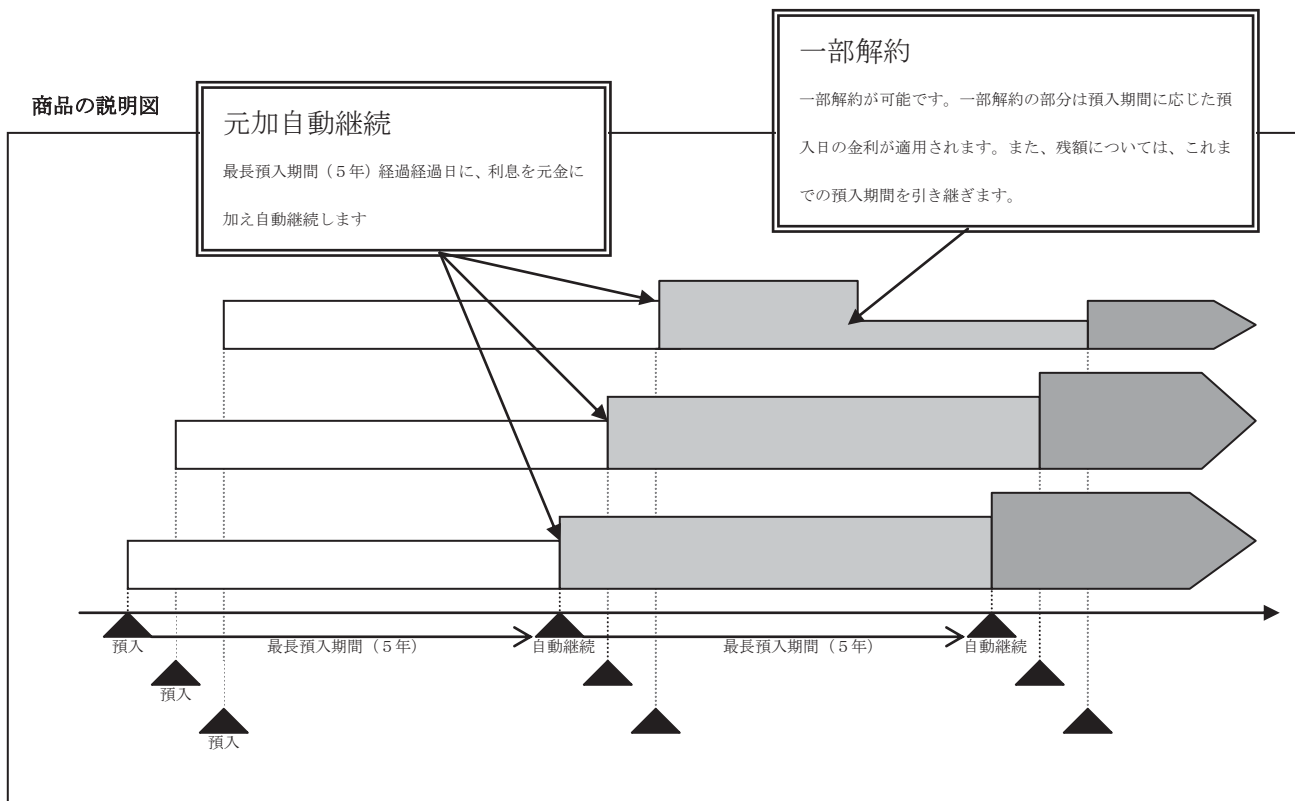 商品の説明図
元加自動継続
最長預入期間（５年）経過経過日に、利息を元金に
加え自動継続します
一部解約
一部解約が可能です。一部解約の部分は預入期間に応じた預
入日の金利が適用されます。また、残額については、これま
での預入期間を引き継ぎます。
預入
最長預入期間（５年）
自動継続
最長預入期間（５年）
自動継続
預入
預入